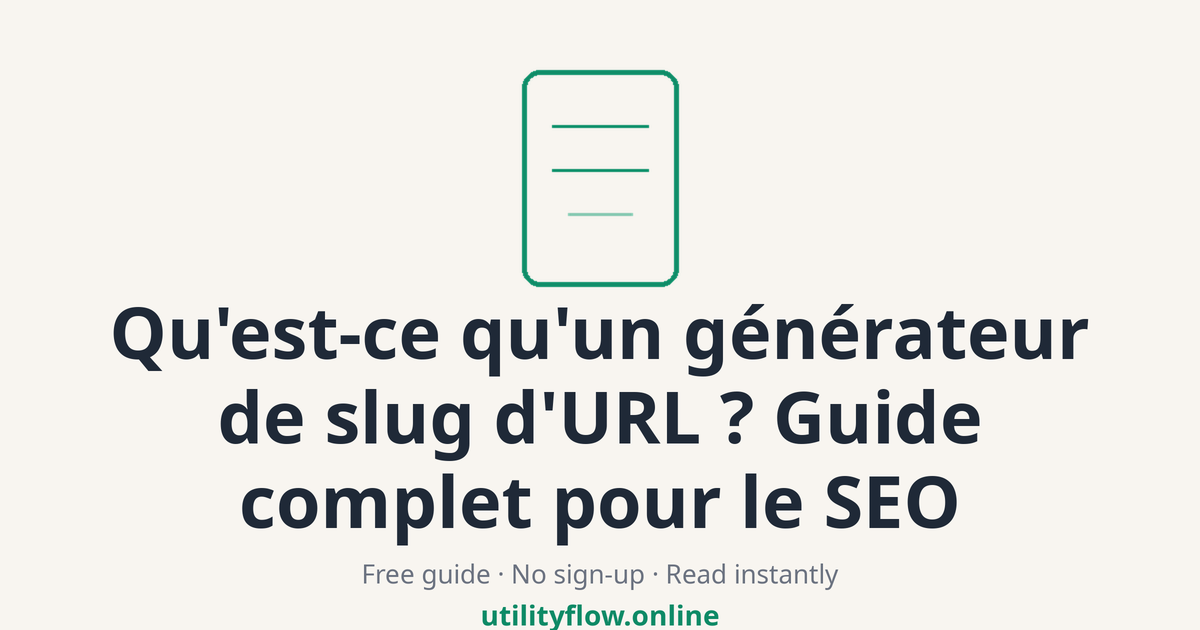 Qu'est-ce qu'un générateur
de slug d'URL ? Guide
complet pour le SEO
Free guide · No sign-up · Read instantly
utilityflow.online